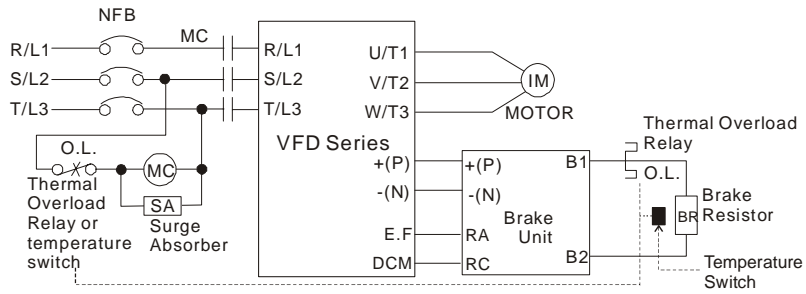 NFB
MC
R/L1
R/L1
U/T1
S/L2
S/L2
V/T2
IM
T/L3
T/L3
W/T3
MOTOR
VFD Series
O.L.
MC
SA
Surge
Absorber
Thermal
Overload
Relay or
temperature
switch
+(P)
-(N)
E.F
DCM
+(P)
-(N)
Brake
Unit
RA
RC
B1
B2
Thermal Overload
Relay
O.L.
BR
Brake
Resistor
Temperature
Switch